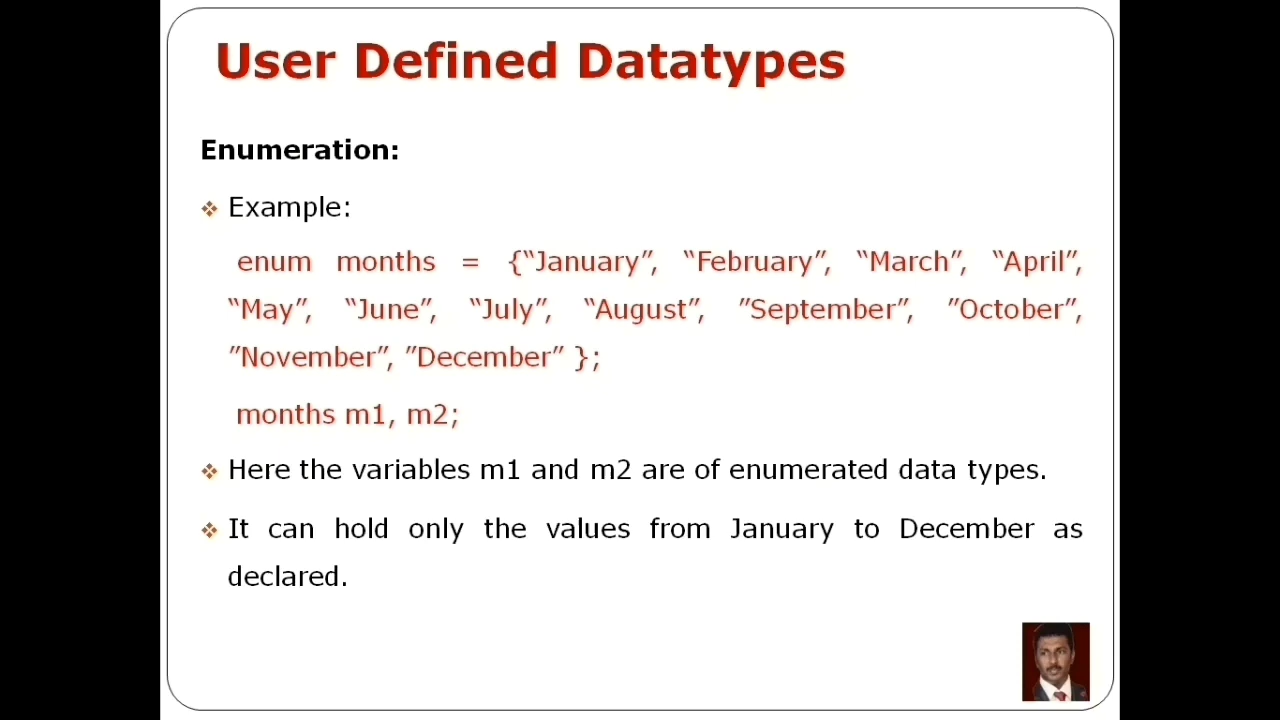 User Defined Datatypes
Enumeration:
Example:
enum months = {“January”, “February”, “March”, “April”,
“May”, “June”, “July”, “August”, ”September”, ”October”,
”November”, ”December” };
months m1, m2;
Here the variables m1 and m2 are of enumerated data types.
It can hold only the values from January to December as
declared.